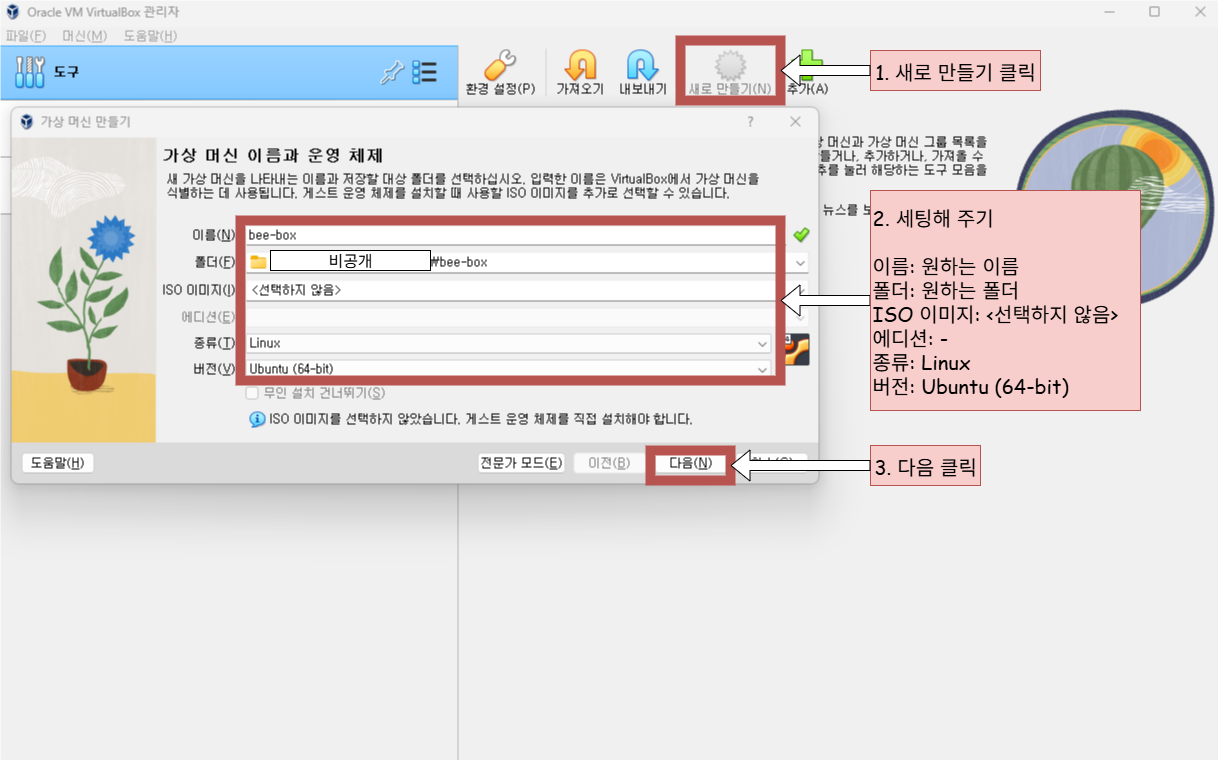 Oracle VM VirtualBox 관리자
파일(F) 머신(M) 도움말(H)
도구
환경 설정(P) 가져오기 내보내기 새로 만들기(N) 추가(A)
1. 새로 만들기 클릭
가상 머신 만들기
? ×
머신과 가상 머신 그룹 목록을
들거나, 추가하거나, 가져올 수
를 눌러 해당하는 도구 모음을
뉴스를 보
가상 머신 이름과 운영 체제
새 가상 머신을 나타내는 이름과 저장할 대상 폴더를 선택하십시오. 입력한 이름은 VirtualBox에서 가상 머신을
식별하는 데 사용됩니다. 게스트 운영 체제를 설치할 때 사용할 ISO 이미지를 추가로 선택할 수 있습니다.
이름(N) bee-box
폴더(F) 비공개 ₩bee-box
ISO 이미지(I) <선택하지 않음>
에디션(E)
종류(T) Linux
버전(V) Ubuntu (64-bit)
무인 설치 건너뛰기(S)
ISO 이미지를 선택하지 않았습니다. 게스트 운영 체제를 직접 설치해야 합니다.
2. 세팅해 주기
이름: 원하는 이름
폴더: 원하는 폴더
ISO 이미지: <선택하지 않음>
에디션: -
종류: Linux
버전: Ubuntu (64-bit)
도움말(H) 전문가 모드(E) 이전(B) 다음(N)
3. 다음 클릭